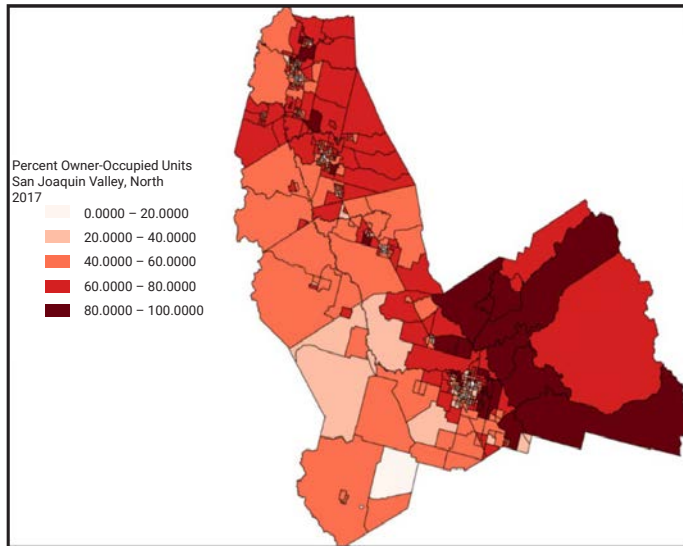 Percent Owner-Occupied Units
San Joaquin Valley, North
2017
0.0000 – 20.0000
20.0000 – 40.0000
40.0000 – 60.0000
60.0000 – 80.0000
80.0000 – 100.0000